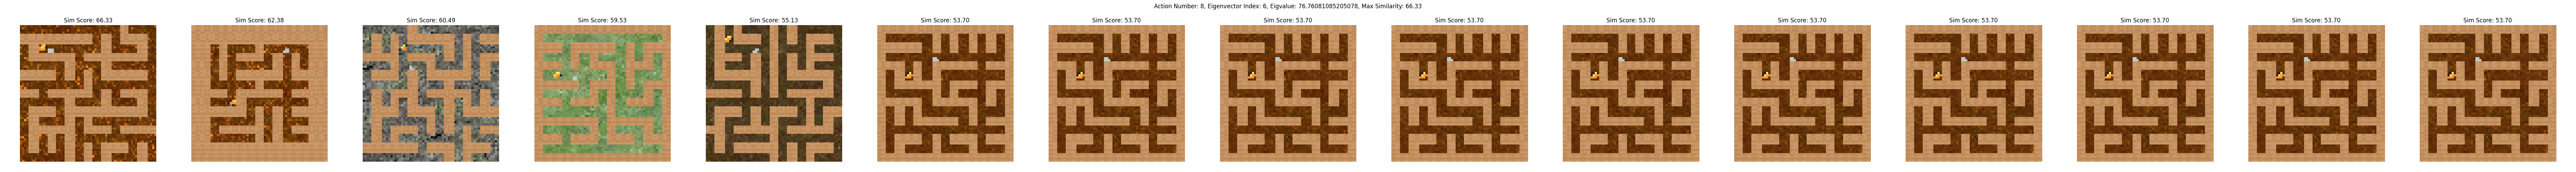 Action Number: 8, Eigenvector Index: 6, Eigvalue: 76.76081085205078, Max Similarity: 66.33
Sim Score: 66.33
Sim Score: 62.38
Sim Score: 60.49
Sim Score: 59.53
Sim Score: 55.13
Sim Score: 53.70
Sim Score: 53.70
Sim Score: 53.70
Sim Score: 53.70
Sim Score: 53.70
Sim Score: 53.70
Sim Score: 53.70
Sim Score: 53.70
Sim Score: 53.70
Sim Score: 53.70